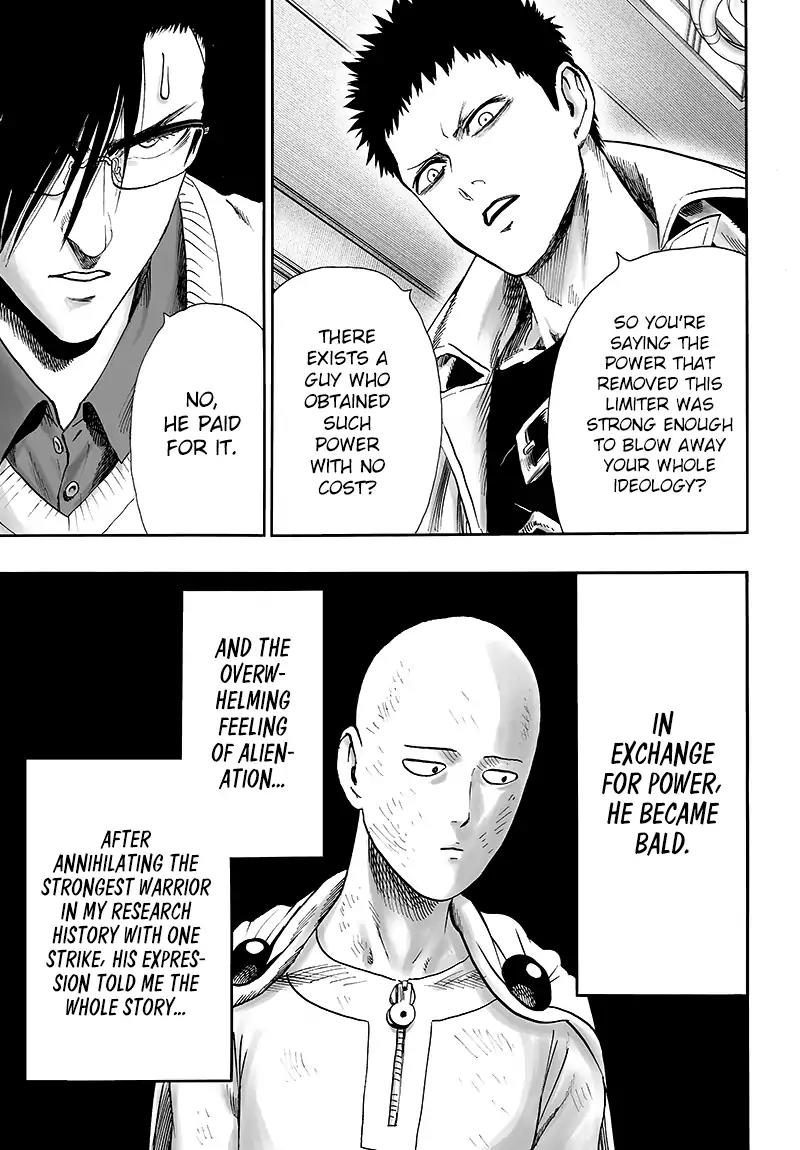 SO YOU'RE
SAYING THE
POWER THAT
REMOVED THIS
LIMITER WAS
STRONG ENOUGH
TO BLOW AWAY
YOUR WHOLE
IDEOLOGY?
THERE
EXISTS A
GUY WHO
OBTAINED
SUCH
POWER
WITH NO
COST?
NO,
HE PAID
FOR IT.
IN
EXCHANGE
FOR POWER,
HE BECAME
BALD.
AND THE
OVERW-
HELMING
FEELING
OF ALIEN-
ATION...
AFTER
ANNIHILATING THE
STRONGEST WARRIOR
IN MY RESEARCH
HISTORY WITH ONE
STRIKE, HIS EXPRES-
SION TOLD ME THE
WHOLE STORY...